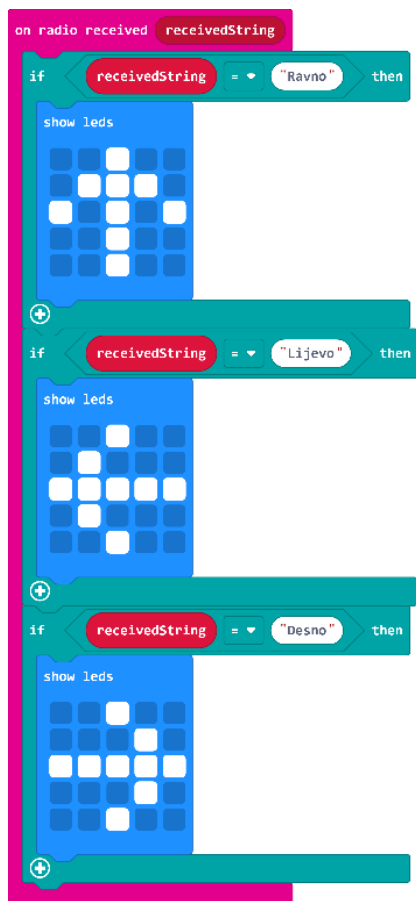 on radio received receivedString
if receivedString = "Ravno" then
show leds
if receivedString = "Lijevo" then
show leds
if receivedString = "Desno" then
show leds